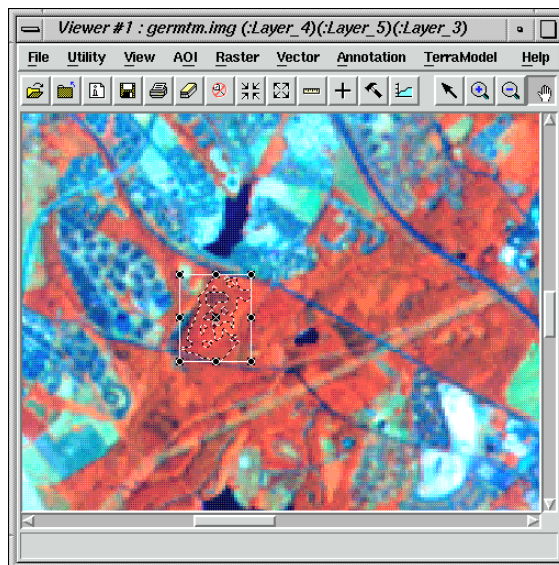 Viewer #1 : germtm.img (:Layer_4)(:Layer_5)(:Layer_3)
File Utility View AOI Raster Vector Annotation TerraModel Help